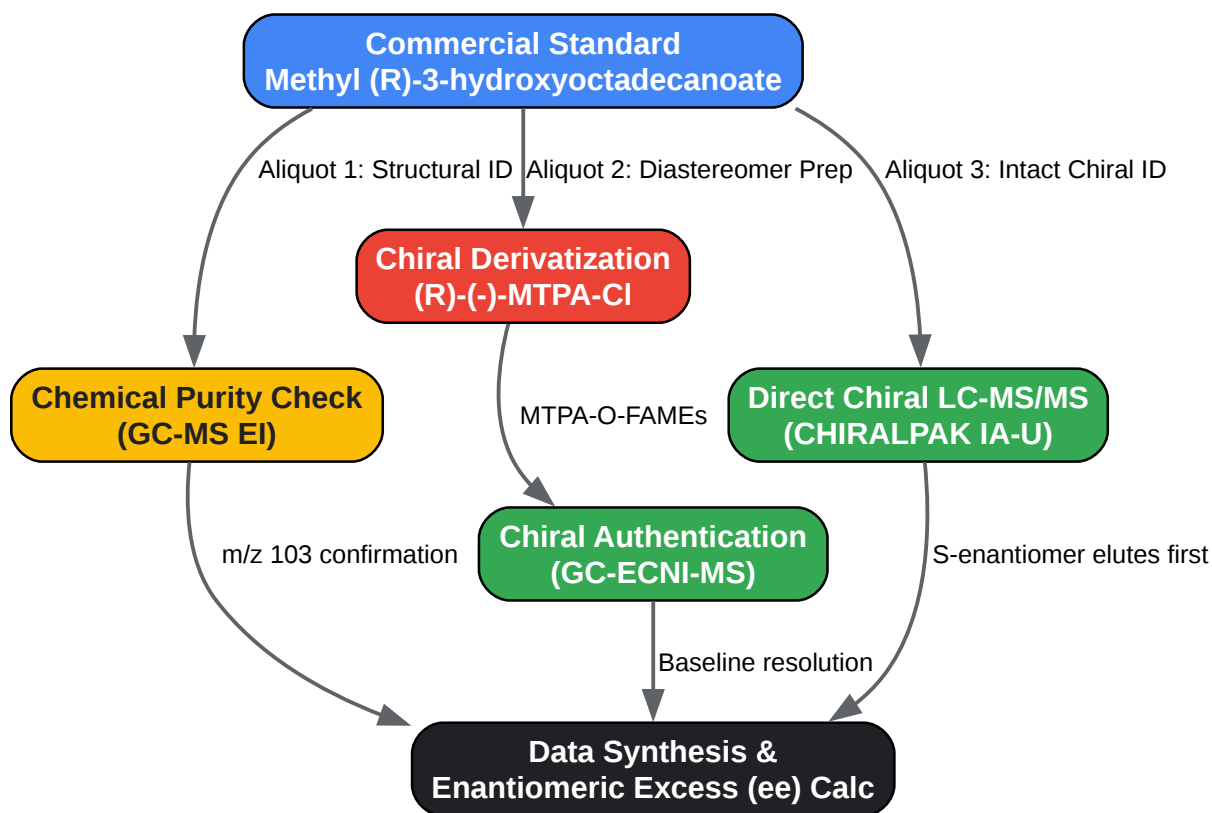 Commercial Standard
Methyl (R)-3-hydroxyoctadecanoate
Aliquot 1: Structural ID
Aliquot 2: Diastereomer Prep
Aliquot 3: Intact Chiral ID
Chiral Derivatization
(R)-(-)-MTPA-Cl
Chemical Purity Check
(GC-MS EI)
MTPA-O-FAMEs
Direct Chiral LC-MS/MS
(CHIRALPAK IA-U)
m/z 103 confirmation
Chiral Authentication
(GC-ECNI-MS)
S-enantiomer elutes first
Baseline resolution
Data Synthesis &
Enantiomeric Excess (ee) Calc